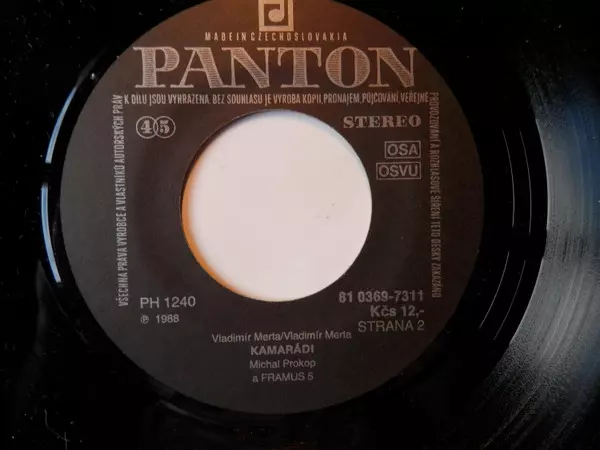 MADE IN CZECHOSLOVAKIA
PANTON
VŠECHNA PRÁVA VÝROBCE A VLASTNÍKŮ AUTORSKÝCH PRÁV
K DÍLU JSOU VYHRAZENA. BEZ SOUHLASU JE VÝROBA KOPIÍ, PRONÁJEM, PŮJČOVÁNÍ, VEŘEJNÉ
PROVOZOVÁNÍ A ROZHLASOVÉ ŠÍŘENÍ TÉTO DESKY ZAKÁZÁNO
45
STEREO
OSA
OSVU
PH 1240
℗ 1988
81 0369-7311
Kčs 12,-
STRANA 2
Vladimír Merta/Vladimír Merta
KAMARÁDI
Michal Prokop
a FRAMUS 5